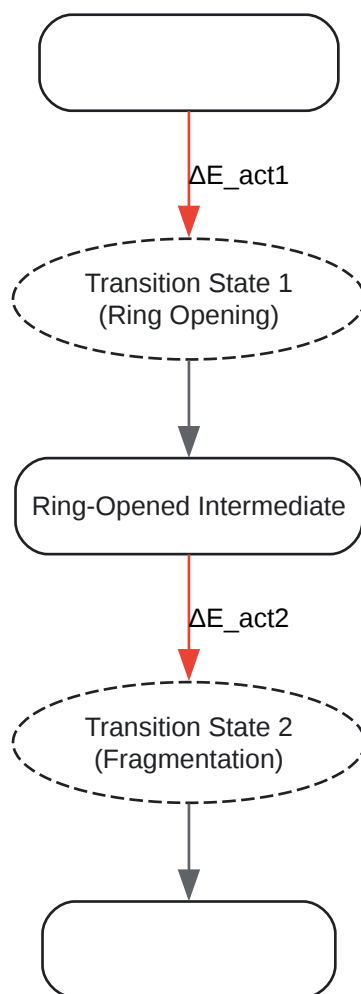 ΔE_act1
Transition State 1
(Ring Opening)
Ring-Opened Intermediate
ΔE_act2
Transition State 2
(Fragmentation)